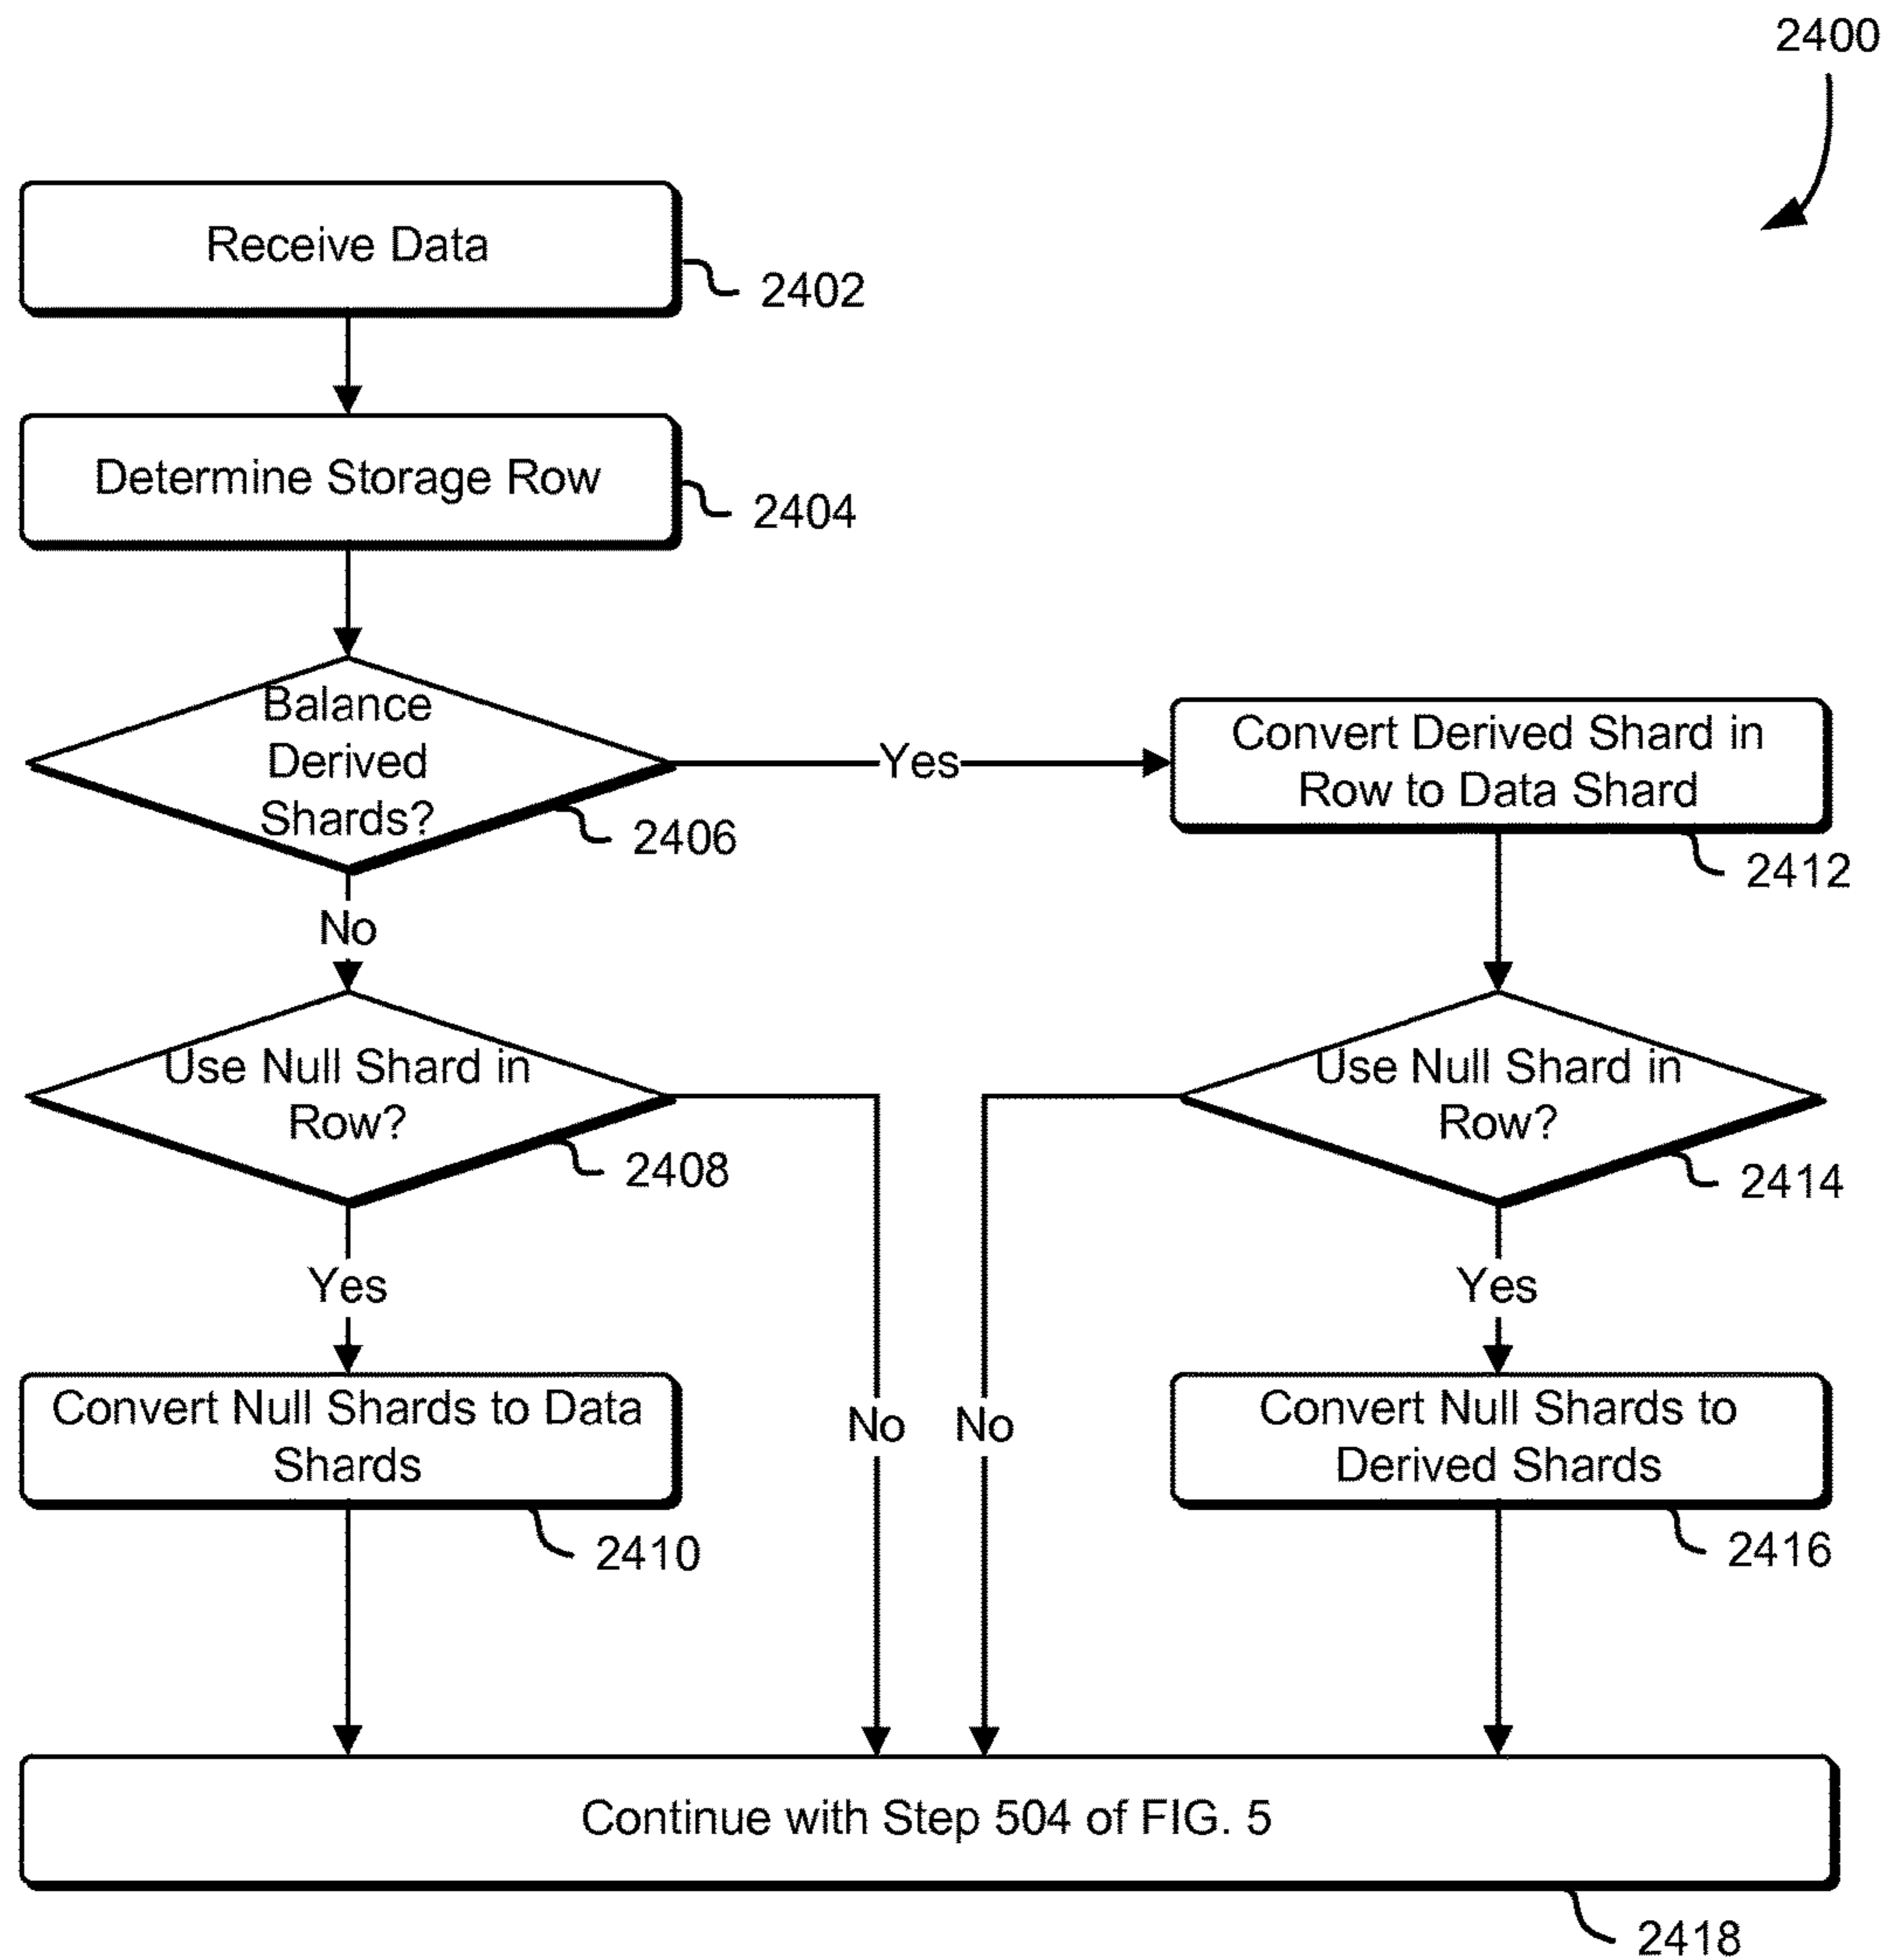 2400
Receive Data
2402
Determine Storage Row
2404
Balance
Derived
Shards?
2406
Yes
Convert Derived Shard in
Row to Data Shard
2412
No
Use Null Shard in
Row?
2408
Use Null Shard in
Row?
2414
Yes
Yes
Convert Null Shards to Data
Shards
2410
No
No
Convert Null Shards to
Derived Shards
2416
Continue with Step 504 of FIG. 5
2418